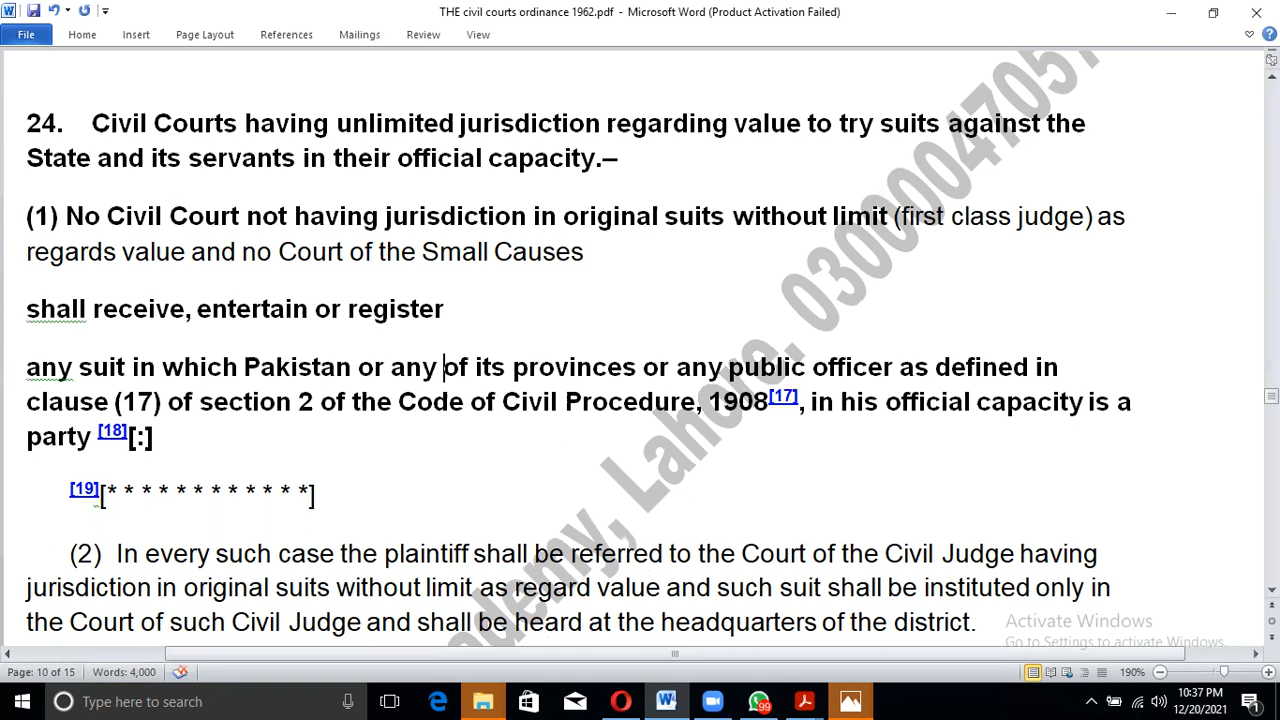 THE civil courts ordinance 1962.pdf - Microsoft Word (Product Activation Failed)
File Home Insert Page Layout References Mailings Review View
24. Civil Courts having unlimited jurisdiction regarding value to try suits against the
State and its servants in their official capacity.–
(1) No Civil Court not having jurisdiction in original suits without limit (first class judge) as
regards value and no Court of the Small Causes
shall receive, entertain or register
any suit in which Pakistan or any of its provinces or any public officer as defined in
clause (17) of section 2 of the Code of Civil Procedure, 1908[17], in his official capacity is a
party [18][:]
[19][* * * * * * * * * * * *]
(2) In every such case the plaintiff shall be referred to the Court of the Civil Judge having
jurisdiction in original suits without limit as regard value and such suit shall be instituted only in
the Court of such Civil Judge and shall be heard at the headquarters of the district.
ademy, Lahore. 03000047051
Activate Windows
Go to Settings to activate Windows.
Page: 10 of 15 Words: 4,000 190%
Type here to search 99 10:37 PM
12/20/2021 1